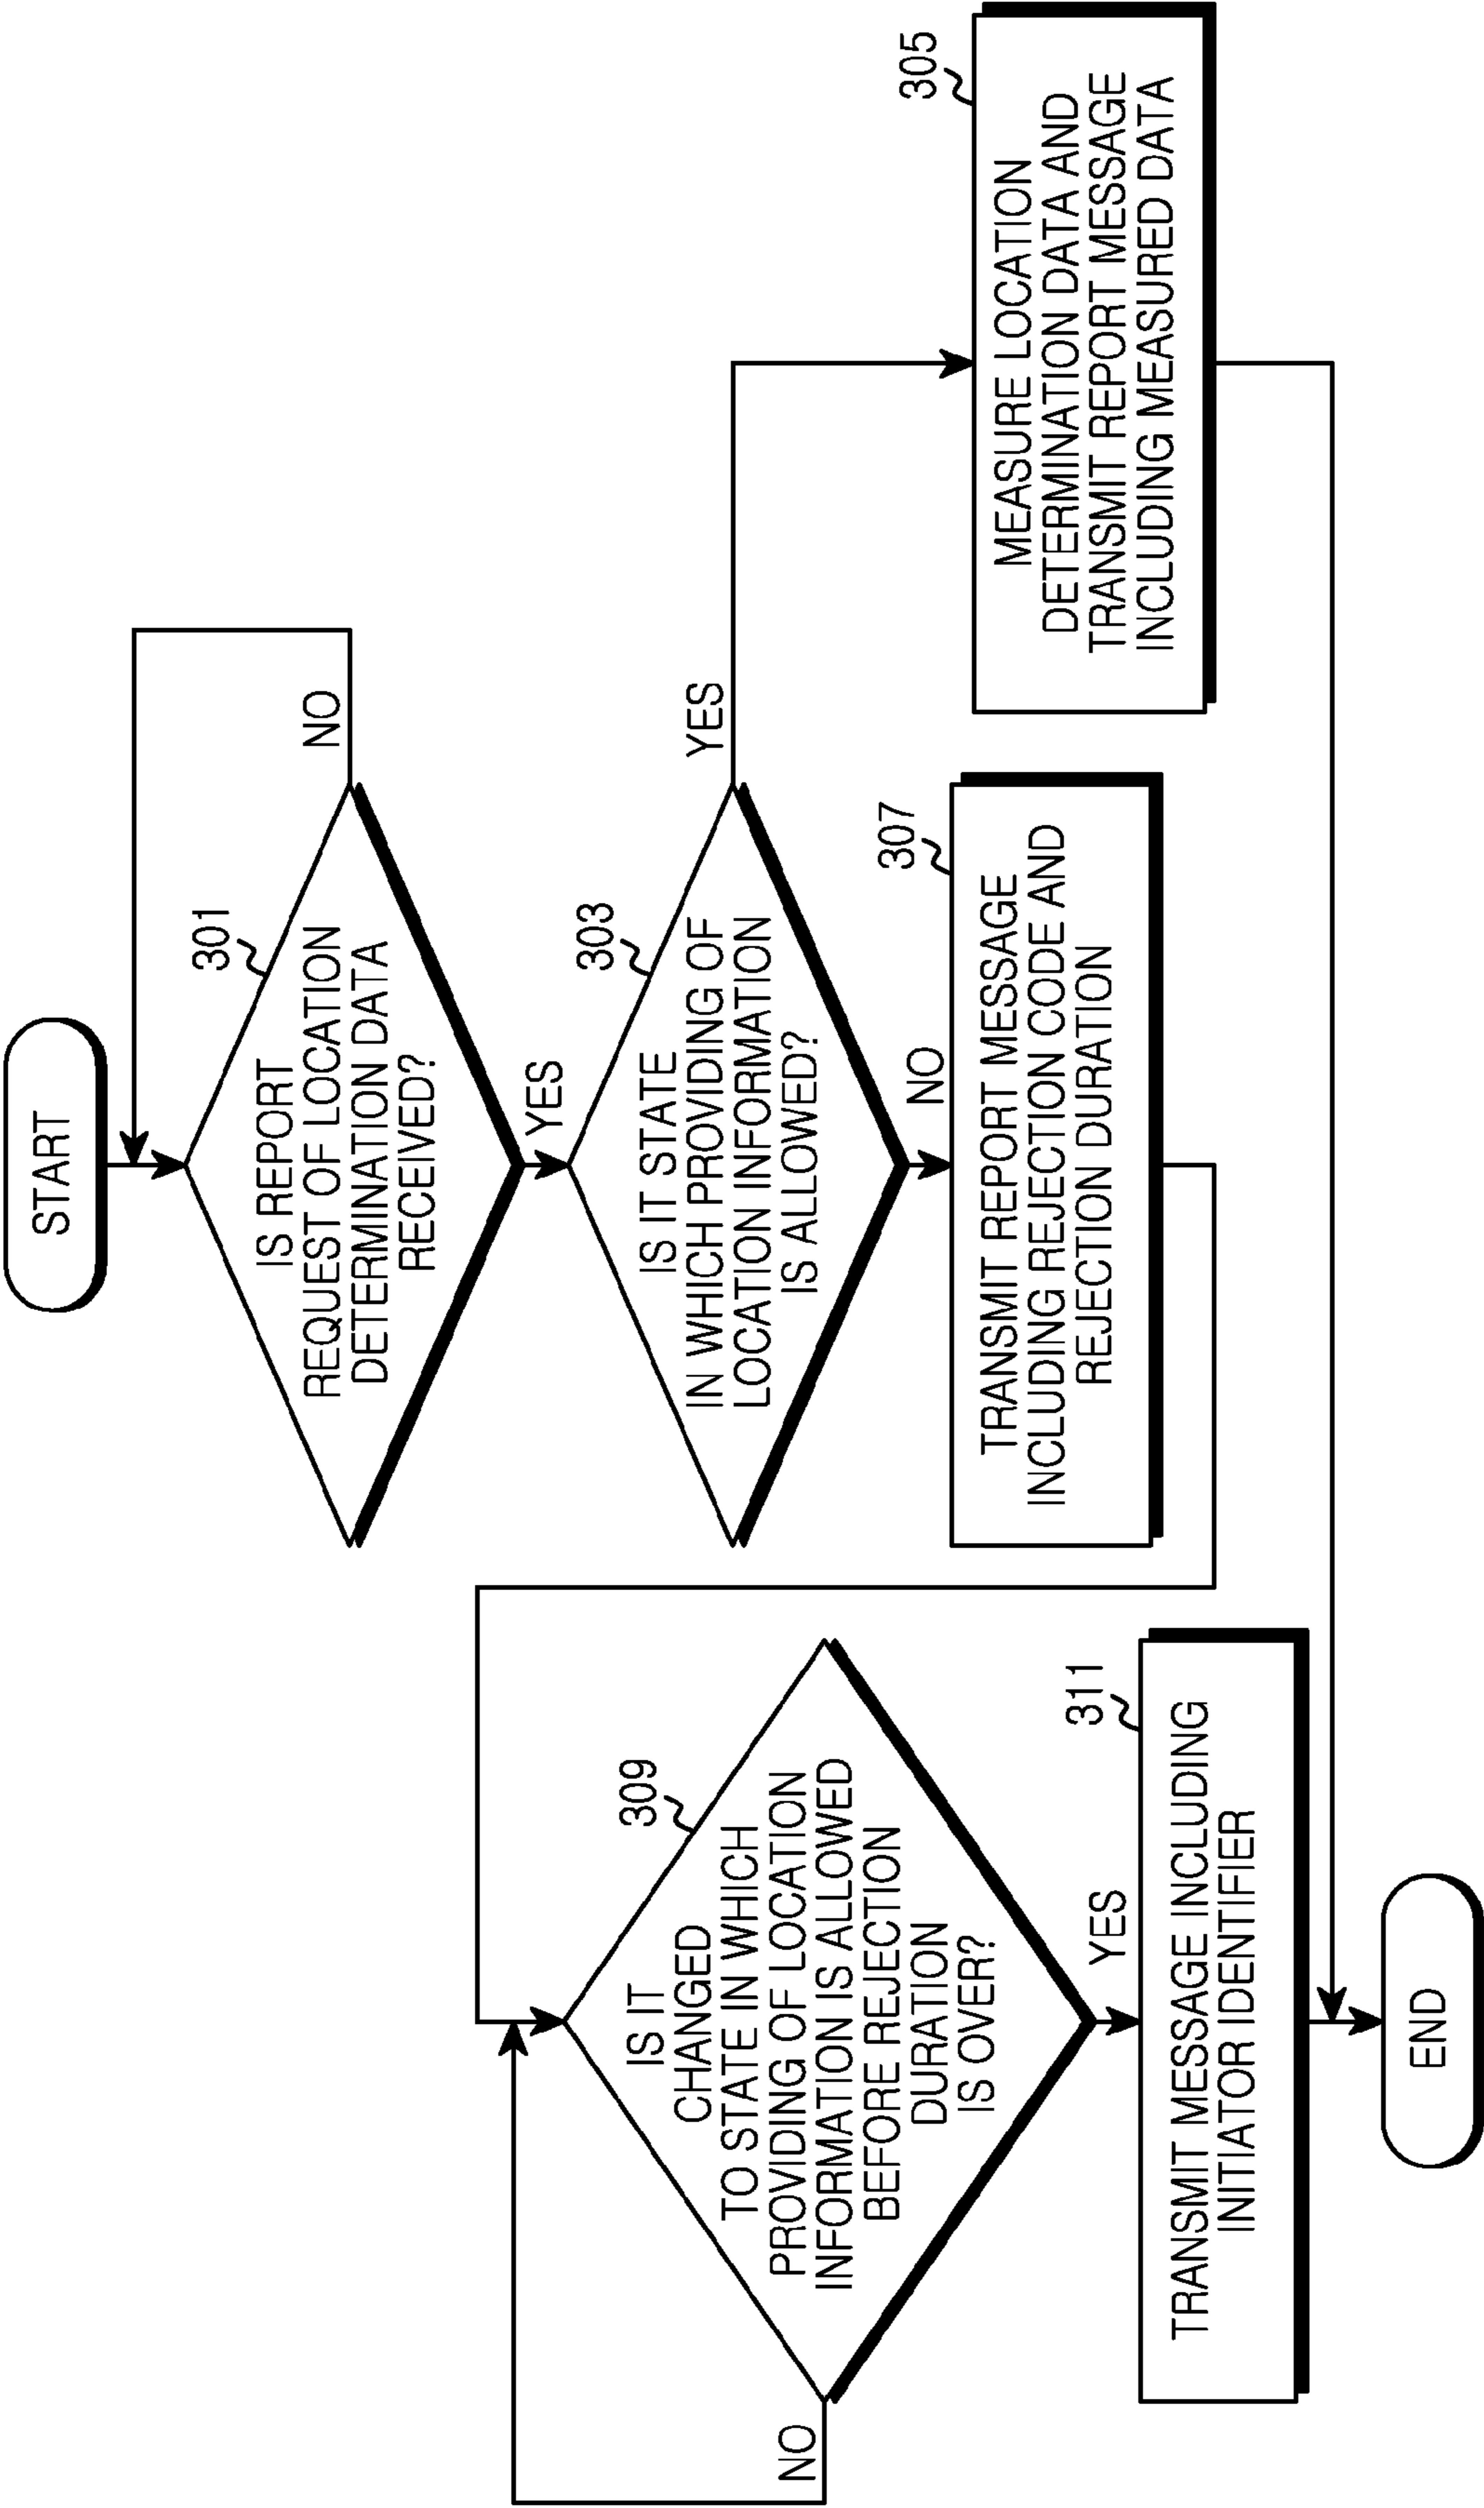 START
301
IS REPORT
REQUEST OF LOCATION
DETERMINATION DATA
RECEIVED?
NO
YES
303
IS IT STATE
IN WHICH PROVIDING OF
LOCATION INFORMATION
IS ALLOWED?
YES
NO
305
MEASURE LOCATION
DETERMINATION DATA AND
TRANSMIT REPORT MESSAGE
INCLUDING MEASURED DATA
307
TRANSMIT REPORT MESSAGE
INCLUDING REJECTION CODE AND
REJECTION DURATION
309
IS IT
CHANGED
TO STATE IN WHICH
PROVIDING OF LOCATION
INFORMATION IS ALLOWED
BEFORE REJECTION
DURATION
IS OVER?
NO
YES
311
TRANSMIT MESSAGE INCLUDING
INITIATOR IDENTIFIER
END